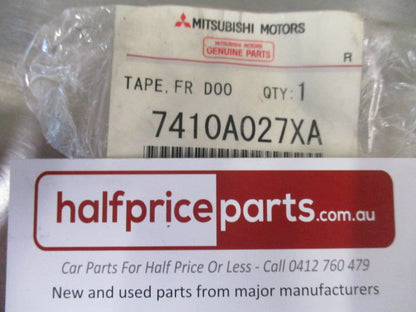 MITSUBISHI MOTORS
MITSUBISHI MOTORS
GENUINE PARTS
R
TAPE, FR DOO QTY: 1
7410A027XA
halfpriceparts.com.au
Car Parts For Half Price Or Less - Call 0412 760 479
New and used parts from major manufacturers